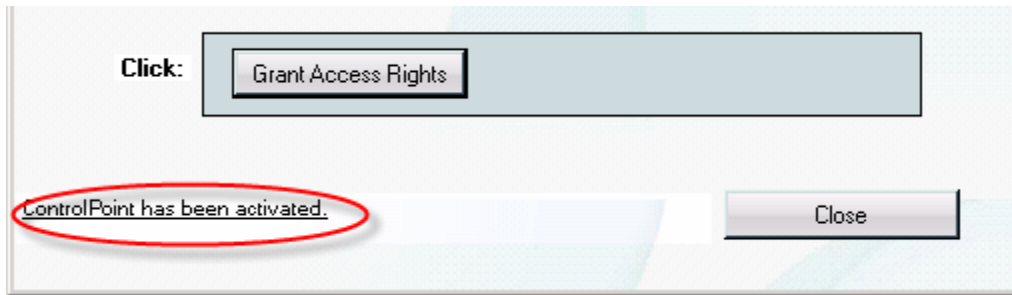 Click: Grant Access Rights
ControlPoint has been activated. Close